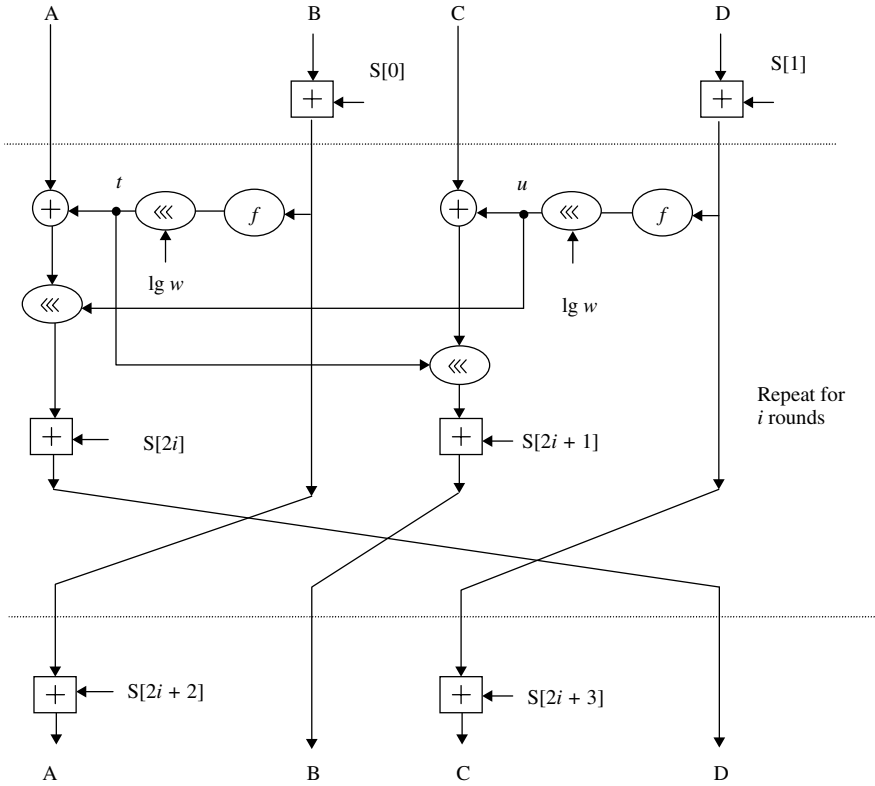 A B C D
S[0]
S[1]
+ +
t u
+ <<< f + <<< f
lg w
lg w
<<<
<<<
Repeat for
i rounds
+ S[2i] + S[2i + 1]
+ S[2i + 2] + S[2i + 3]
A B C D